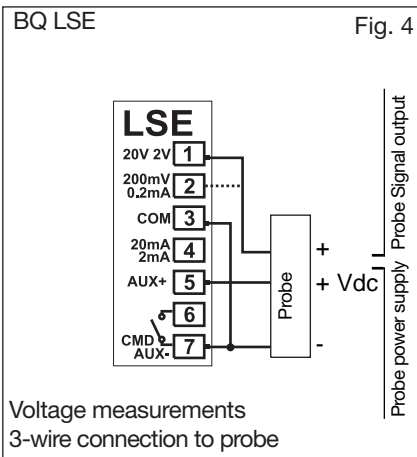 BQ LSE
Fig. 4
LSE
20V 2V 1
200mV
0.2mA 2
COM 3
20mA
2mA 4
AUX+ 5
6
CMD
AUX- 7
Probe
+
+ Vdc
-
Probe Signal output
Probe power supply
Voltage measurements
3-wire connection to probe